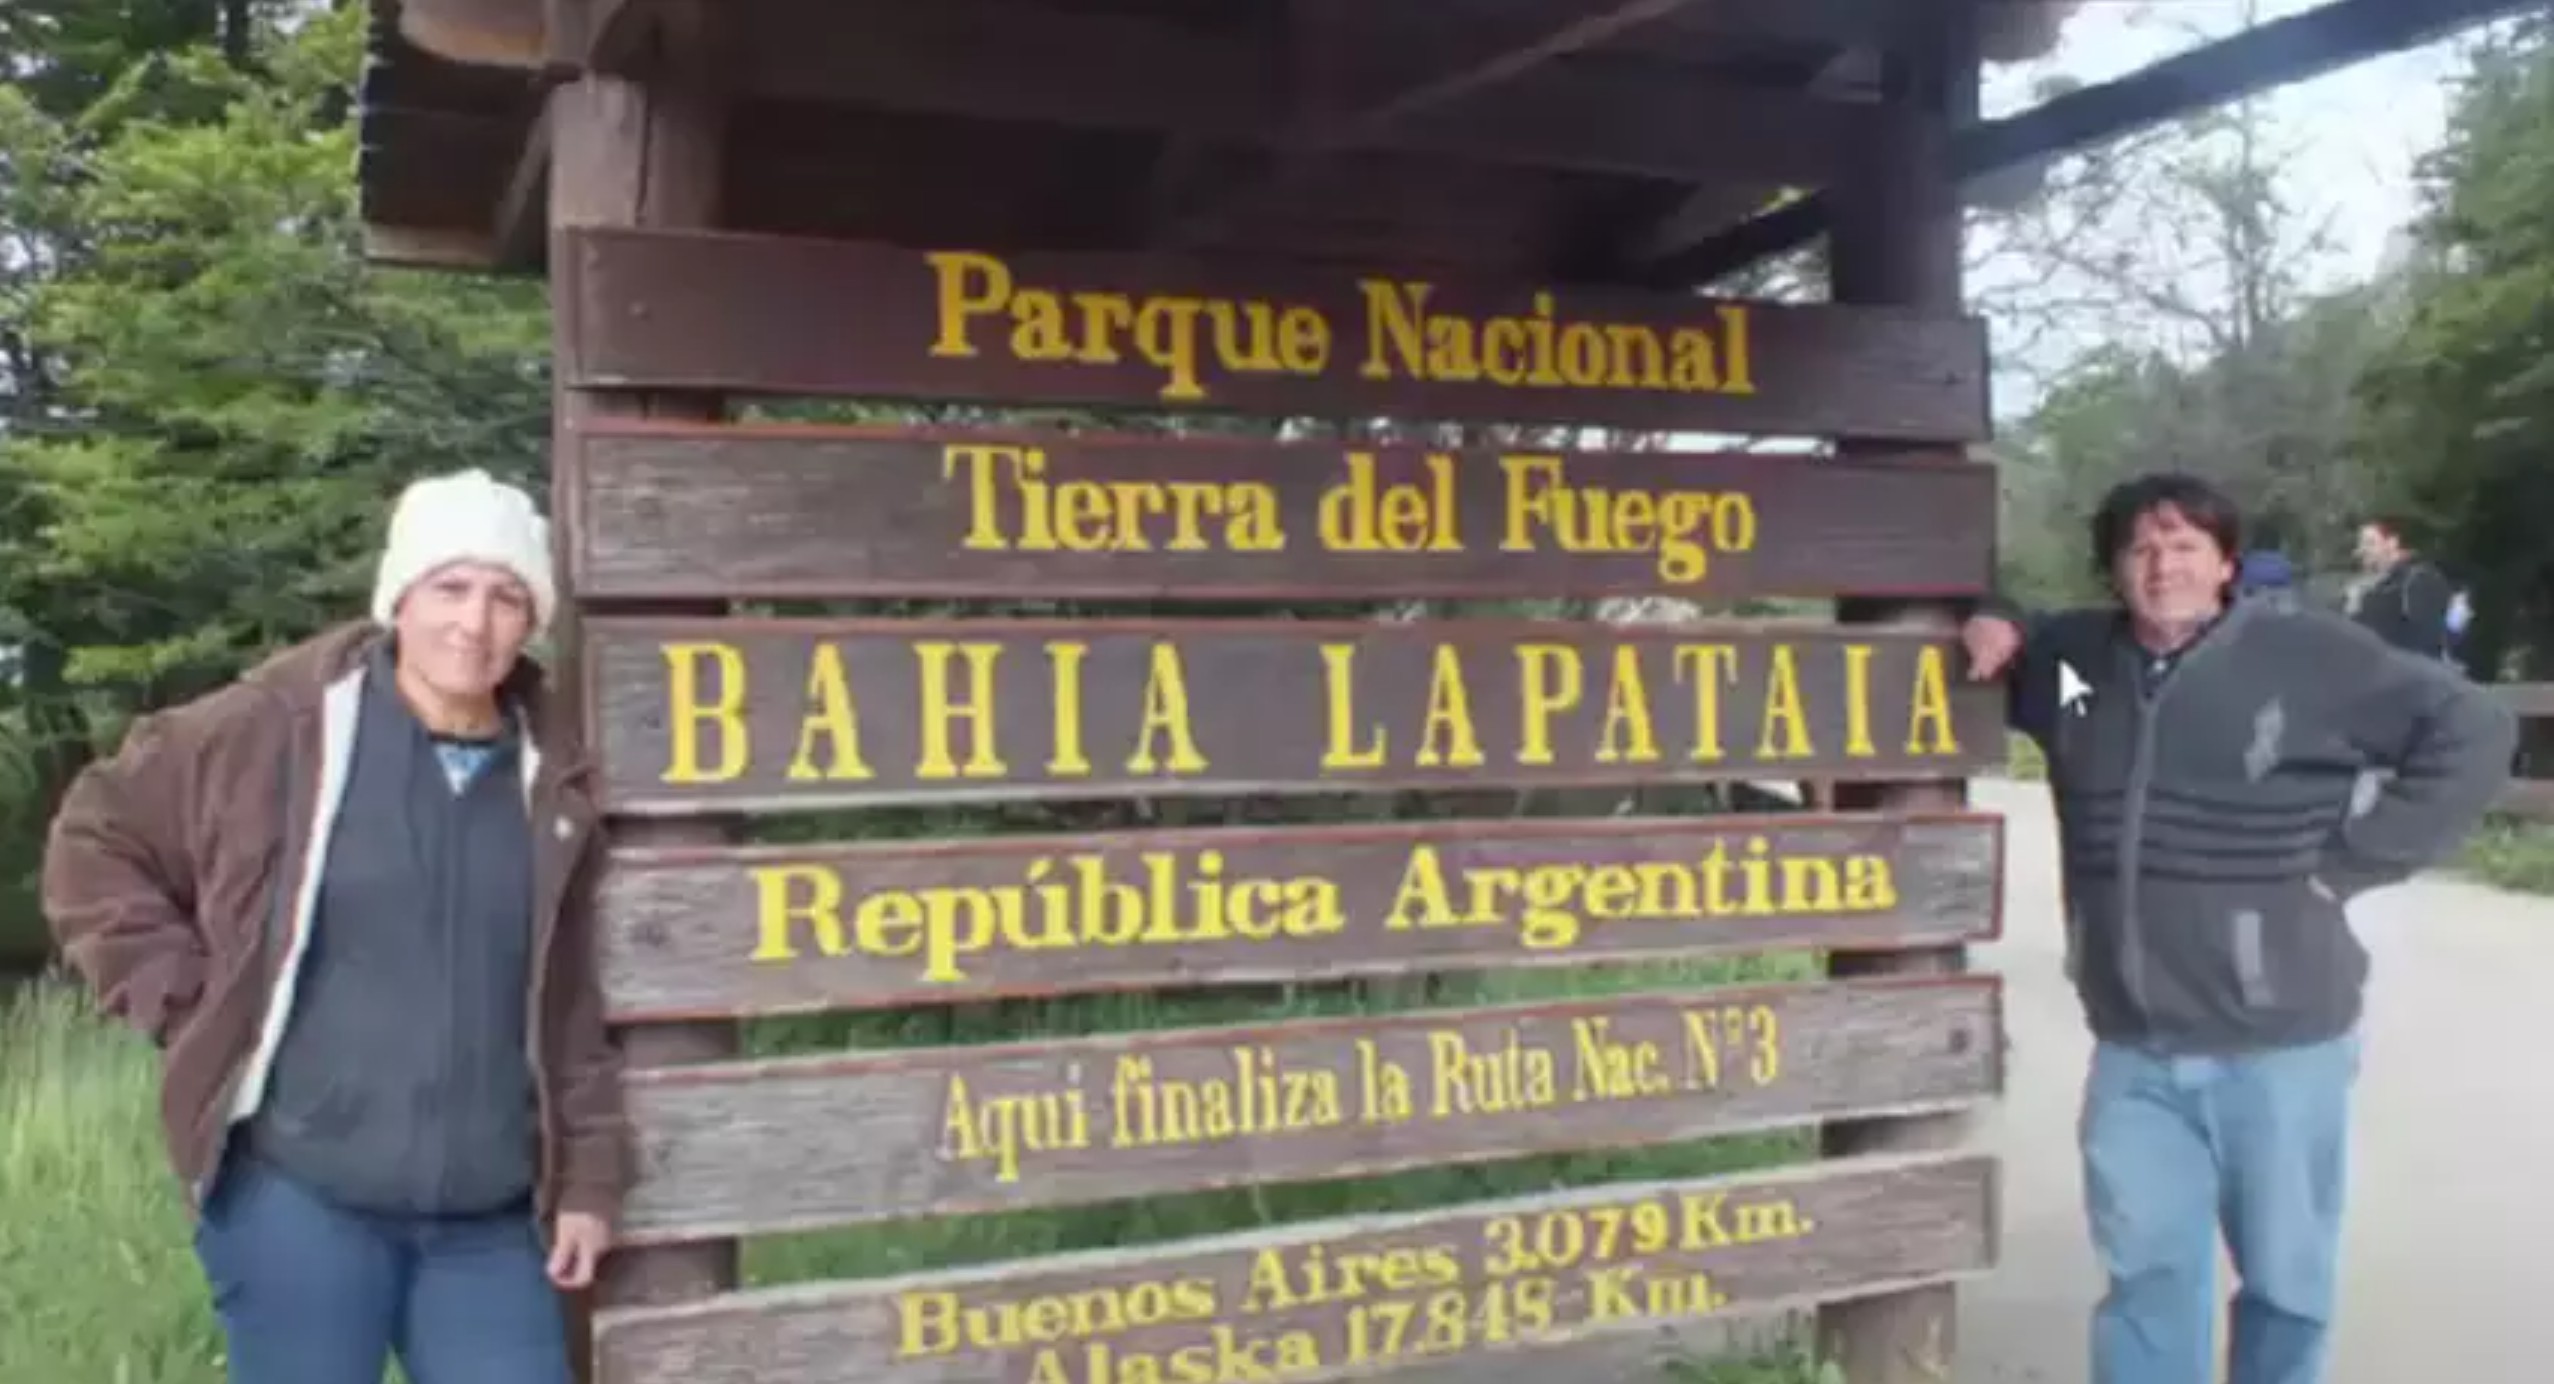 Parque Nacional
Tierra del Fuego
BAHIA LAPATAIA
República Argentina
Aqui finaliza la Ruta Nac. Nº3
Buenos Aires 3.079 Km.
Alaska 17.848 Km.